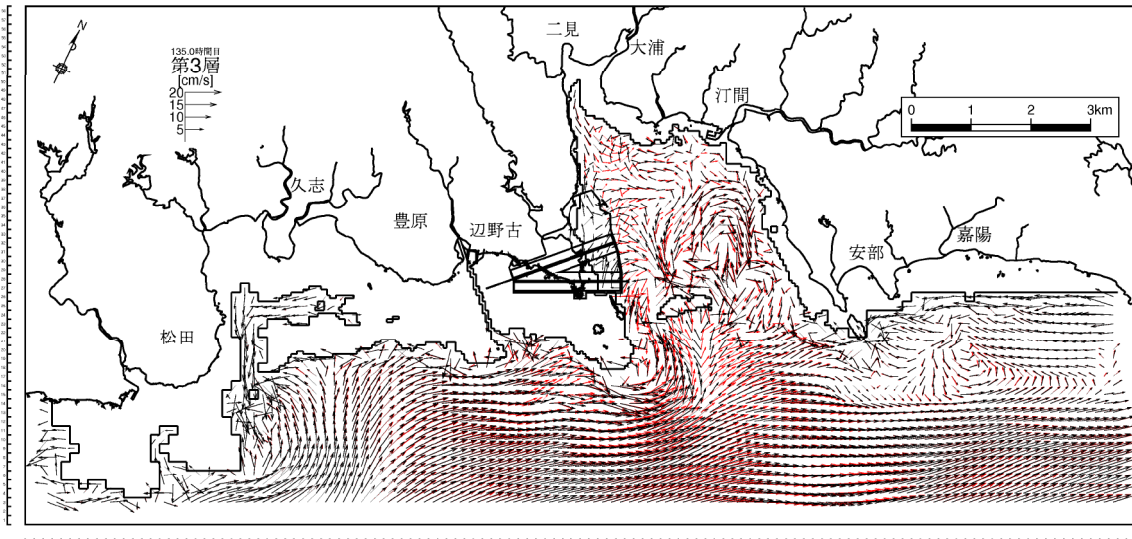 N
135.0時間目
第3層
[cm/s]
20
15
10
5
二見
大浦
汀間
0 1 2 3km
久志
豊原
辺野古
安部
嘉陽
松田